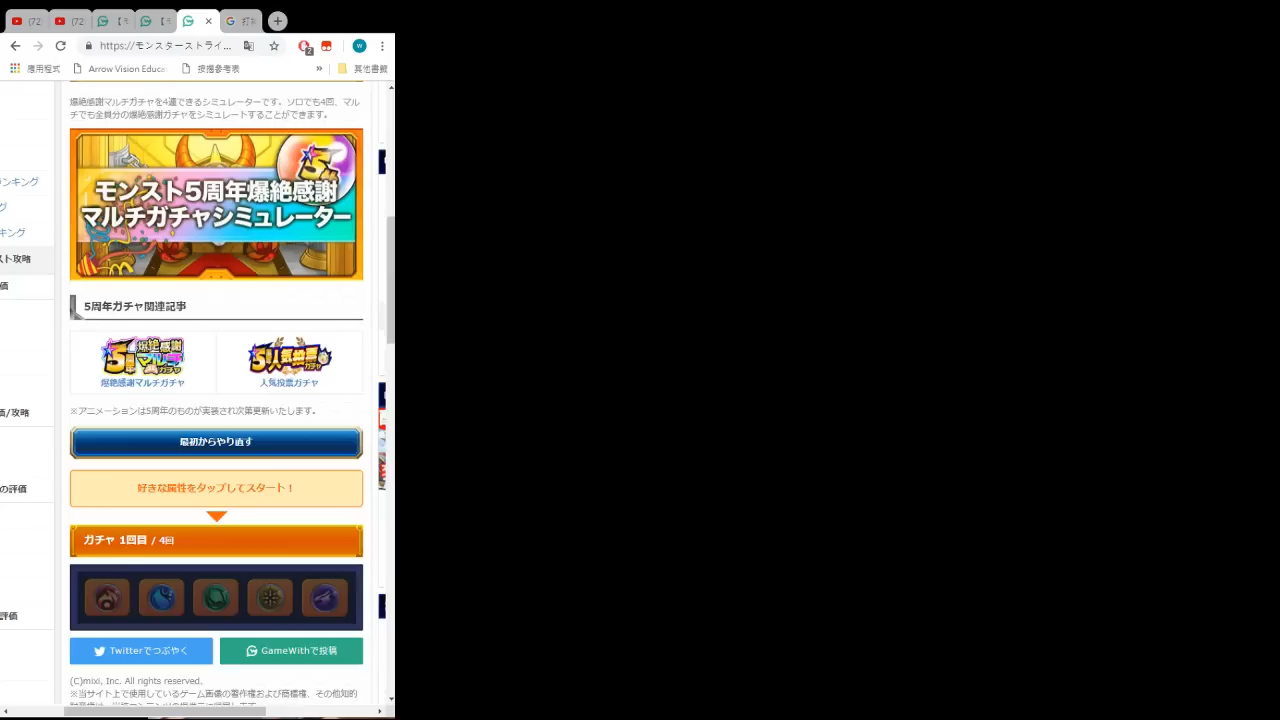 (72
(72
【モ
【
打
https://モンスターストライ...
2
W
應用程式
Arrow Vision Educa
接播参考表
»
其他書籤
爆絶感謝マルチガチャを4連できるシミュレーターです。ソロでも4回、マル
チでも全員分の爆絶感謝ガチャをシミュレートすることができます。
モンスト5周年爆絶感謝
マルチガチャシミュレーター
ランキング
グ
キング
スト攻略
価
5周年ガチャ関連記事
5周年 爆絶感謝 マルチ ガチャ
5周年 人気投票 ガチャ
爆絶感謝マルチガチャ
人気投票ガチャ
価/攻略
※アニメーションは5周年のものが実装され次第更新いたします。
最初からやり直す
の評価
好きな属性をタップしてスタート！
ガチャ 1回目 / 4回
評価
Twitterでつぶやく
GameWithで投稿
(C)mixi, Inc. All rights reserved.
※当サイト上で使用しているゲーム画像の著作権および商標権、その他知的